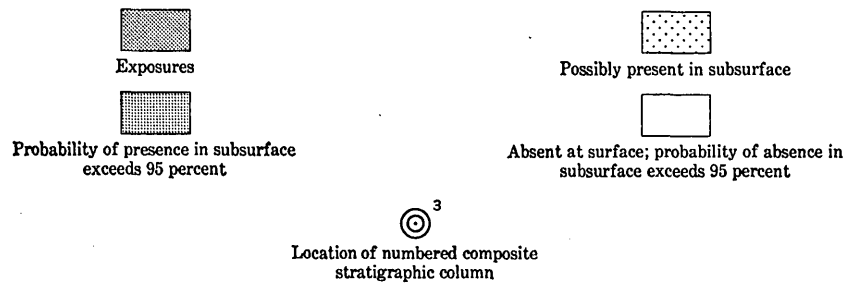 Exposures
Possibly present in subsurface
Probability of presence in subsurface
exceeds 95 percent
Absent at surface; probability of absence in
subsurface exceeds 95 percent
3
Location of numbered composite
stratigraphic column